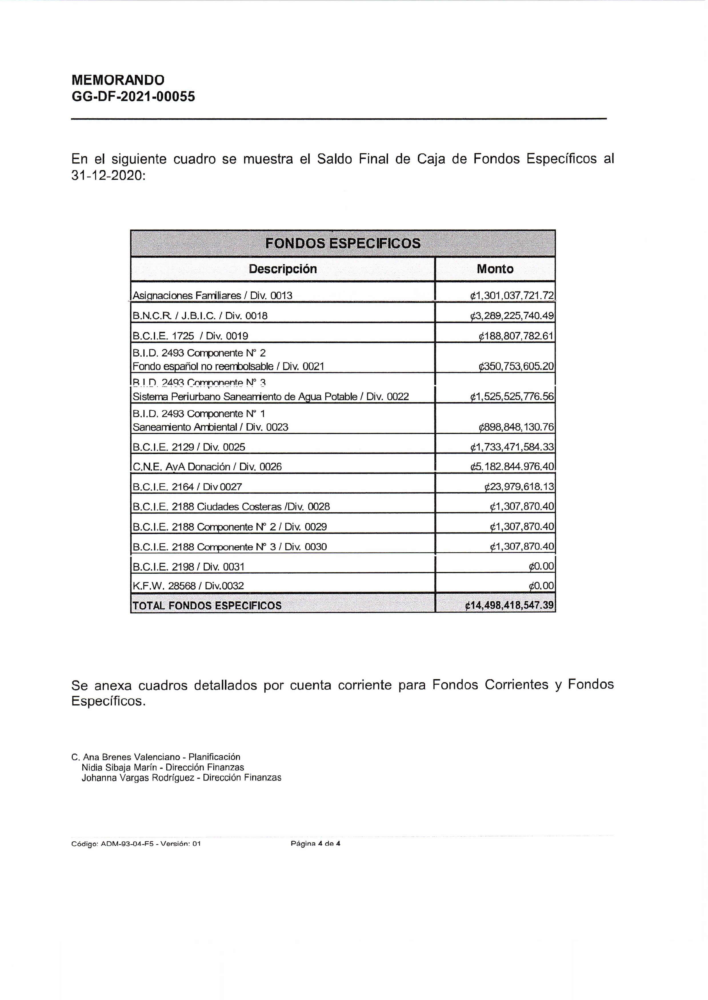 MEMORANDO
GG-DF-2021-00055
En el siguiente cuadro se muestra el Saldo Final de Caja de Fondos Específicos al
31-12-2020:
FONDOS ESPECIFICOS
Descripción Monto
Asignaciones Familiares / Div. 0013 ¢1,301,037,721.72
B.N.C.R. / J.B.I.C. / Div. 0018 ¢3,289,225,740.49
B.C.I.E. 1725 / Div. 0019 ¢188,807,782.61
B.I.D. 2493 Componente N° 2
Fondo español no reembolsable / Div. 0021 ¢350,753,605.20
B.I.D. 2493 Componente N° 3
Sistema Periurbano Saneamiento de Agua Potable / Div. 0022 ¢1,525,525,776.56
B.I.D. 2493 Componente N° 1
Saneamiento Ambiental / Div. 0023 ¢898,848,130.76
B.C.I.E. 2129 / Div. 0025 ¢1,733,471,584.33
C.N.E. AyA Donación / Div. 0026 ¢5,182,844,976.40
B.C.I.E. 2164 / Div 0027 ¢23,979,618.13
B.C.I.E. 2188 Ciudades Costeras /Div. 0028 ¢1,307,870.40
B.C.I.E. 2188 Componente N° 2 / Div. 0029 ¢1,307,870.40
B.C.I.E. 2188 Componente N° 3 / Div. 0030 ¢1,307,870.40
B.C.I.E. 2198 / Div. 0031 ¢0.00
K.F.W. 28568 / Div.0032 ¢0.00
TOTAL FONDOS ESPECIFICOS ¢14,498,418,547.39
Se anexa cuadros detallados por cuenta corriente para Fondos Corrientes y Fondos
Específicos.
C. Ana Brenes Valenciano - Planificación
Nidia Sibaja Marín - Dirección Finanzas
Johanna Vargas Rodríguez - Dirección Finanzas
Código: ADM-93-04-F5 - Versión: 01 Página 4 de 4